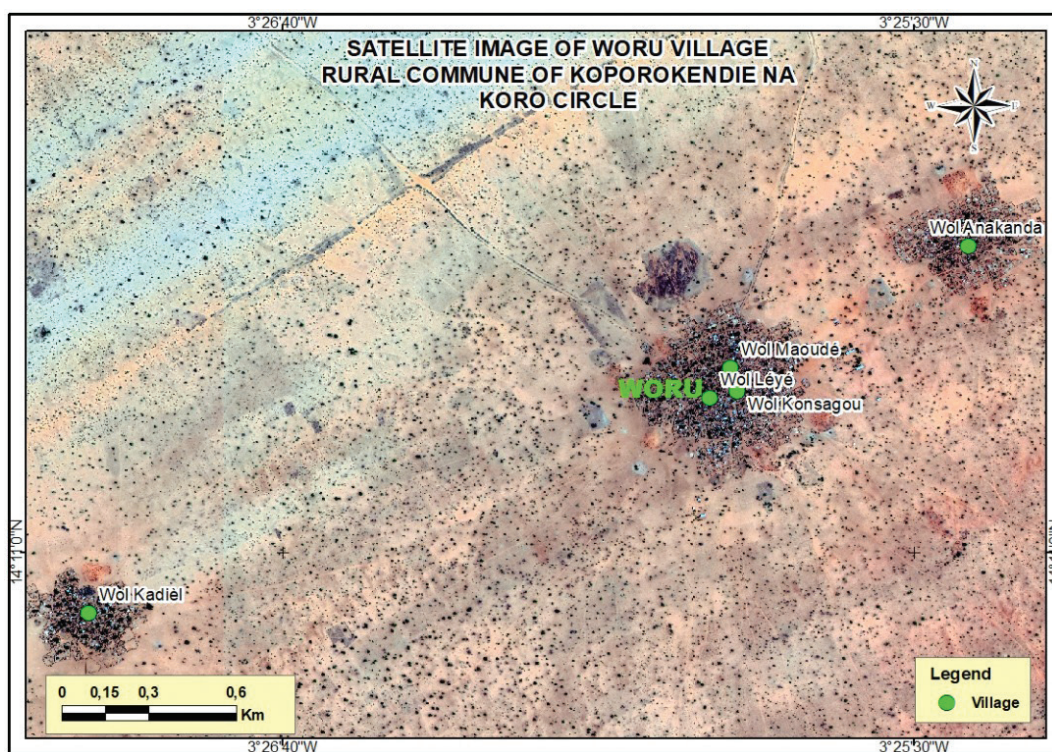 3°26'40"W
3°25'30"W
SATELLITE IMAGE OF WORU VILLAGE
RURAL COMMUNE OF KOPOROKENDIE NA
KORO CIRCLE
N
W
E
S
Wol Anakanda
Wol Maoudé
Wol Léyé
WORU
Wol Konsagou
14°11'0"N
Wol Kadièl
0 0,15 0,3 0,6
Km
Legend
Village
3°26'40"W
3°25'30"W